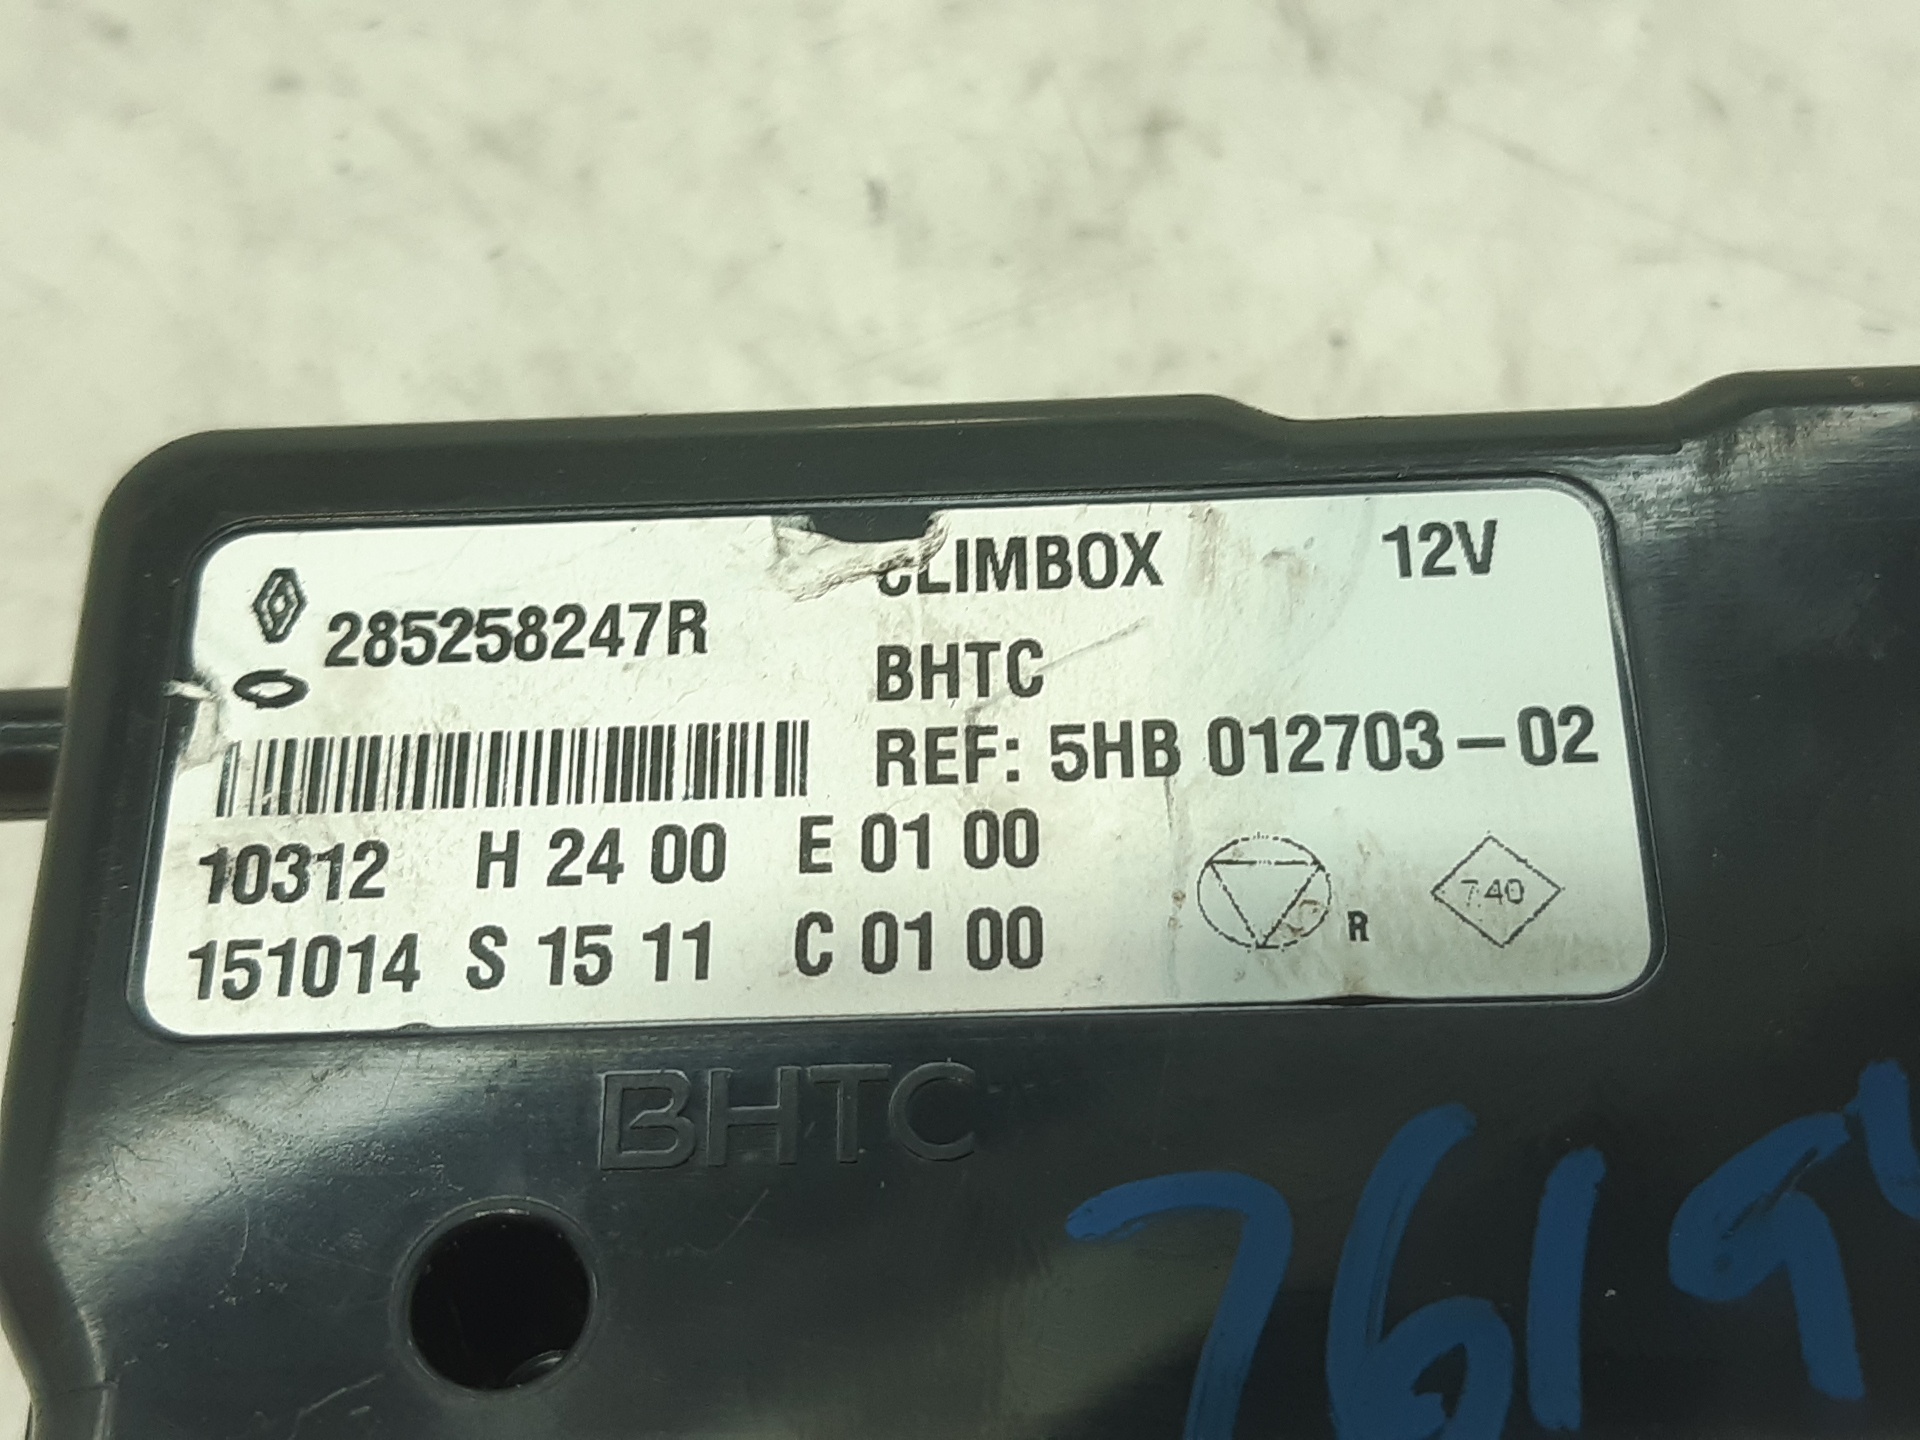 CLIMBOX 12V
285258247R
BHTC
REF: 5HB 012703-02
10312 H 24 00 E 01 00
151014 S 15 11 C 01 00
R
740
BHTC